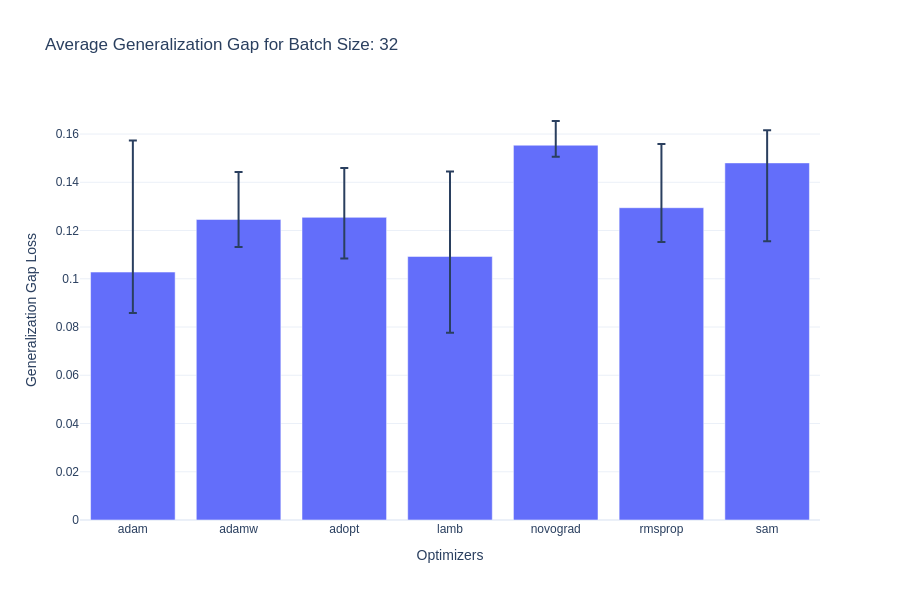 Average Generalization Gap for Batch Size: 32
Generalization Gap Loss
0.16
0.14
0.12
0.1
0.08
0.06
0.04
0.02
0
adam adamw adopt lamb novograd rmsprop sam
Optimizers